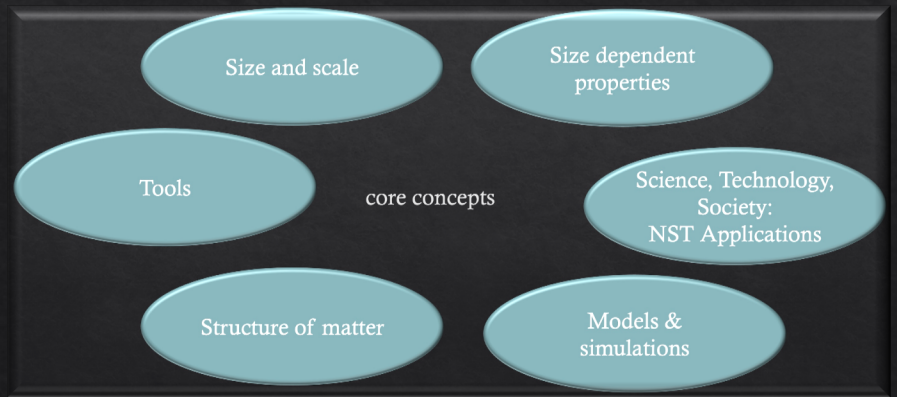 Size and scale
Size dependent
properties
Tools
core concepts
Science, Technology,
Society:
NST Applications
Structure of matter
Models &
simulations